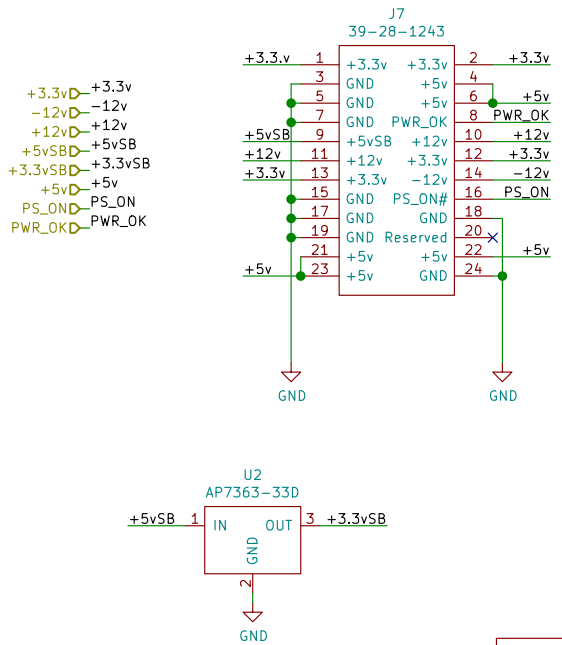 J7
39-28-1243
+3.3.v 1 +3.3v +3.3v 2 +3.3v
3 GND +5v 4
5 GND +5v 6 +5v
7 GND PWR_OK 8 PWR_OK
+5vSB 9 +5vSB +12v 10 +12v
+12v 11 +12v +3.3v 12 +3.3v
+3.3v 13 +3.3v -12v 14 -12v
15 GND PS_ON# 16 PS_ON
17 GND GND 18
19 GND Reserved 20
21 +5v +5v 22 +5v
+5v 23 +5v GND 24
GND GND
+3.3v +3.3v
-12v -12v
+12v +12v
+5vSB +5vSB
+3.3vSB +3.3vSB
+5v +5v
PS_ON PS_ON
PWR_OK PWR_OK
U2
AP7363-33D
+5vSB 1 IN OUT 3 +3.3vSB
GND
2
GND